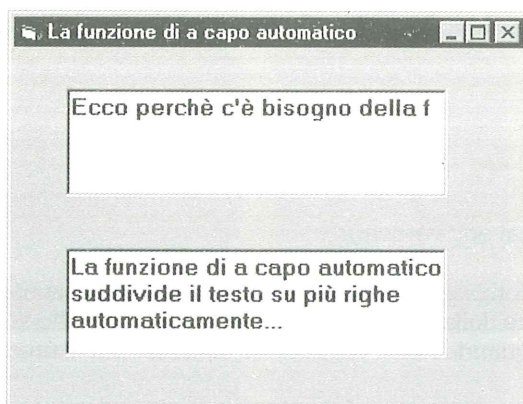 La funzione di a capo automatico
Ecco perchè c'è bisogno della f
La funzione di a capo automatico
suddivide il testo su più righe
automaticamente...